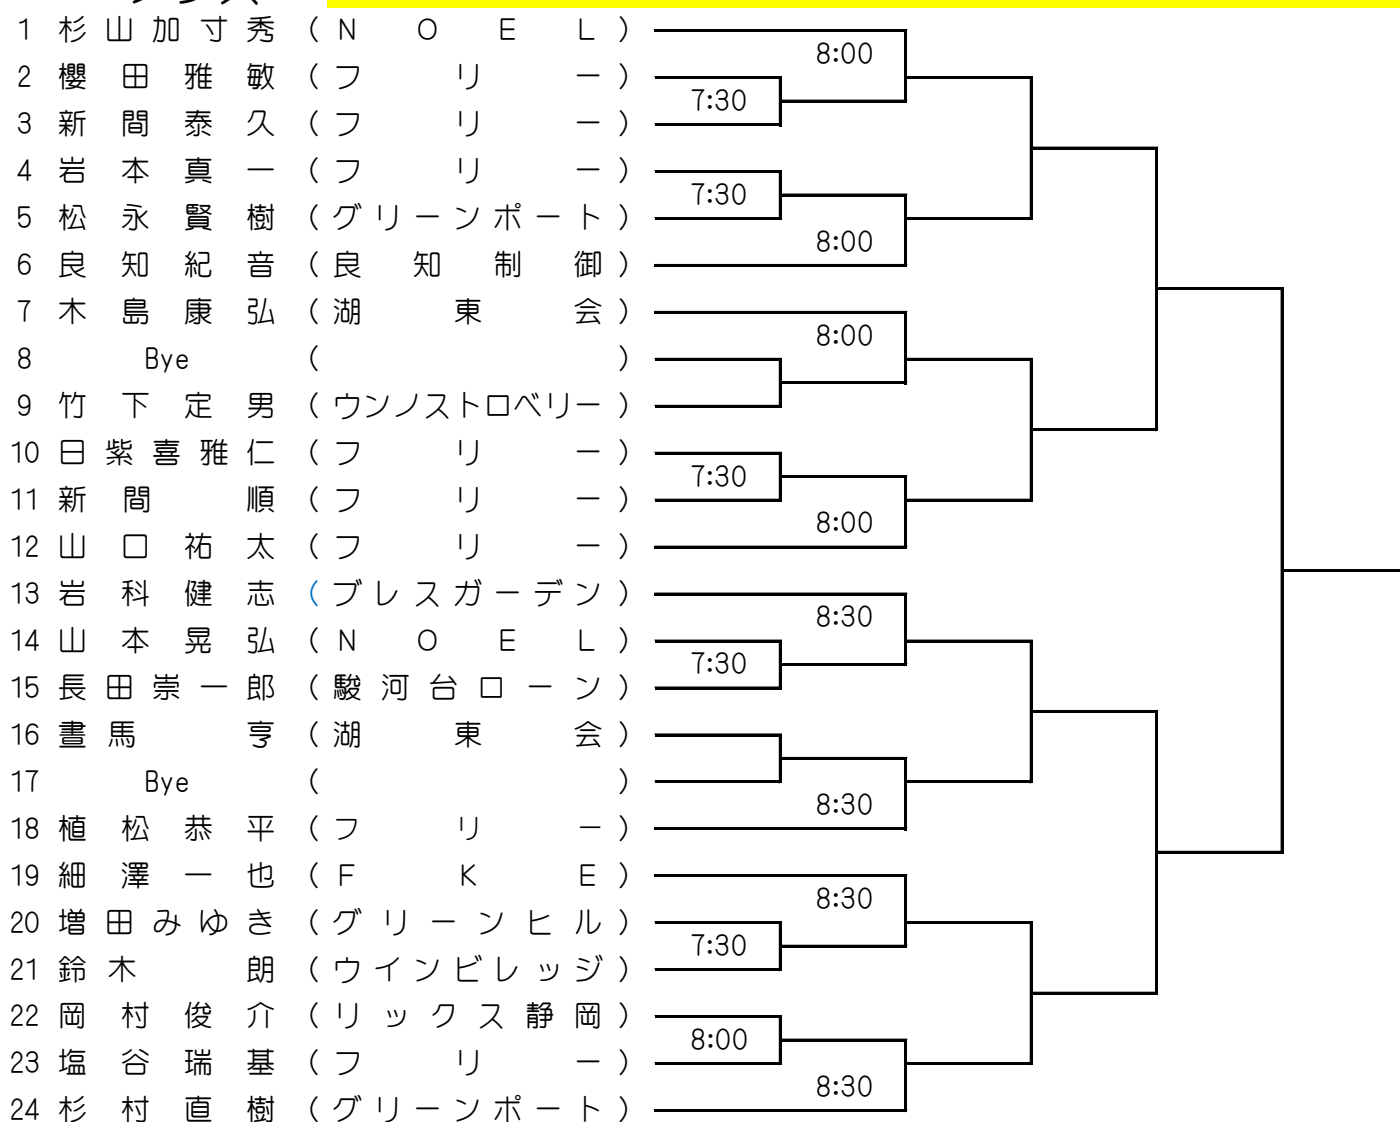 1 杉山加寸秀 (NOEL)
8:00
2 櫻田雅敏 (フリー)
7:30
3 新間泰久 (フリー)
4 岩本真一 (フリー)
7:30
5 松永賢樹 (グリーンポート)
8:00
6 良知紀音 (良知制御)
7 木島康弘 (湖東会)
8:00
8 Bye ( )
9 竹下定男 (ウンノストロベリー)
10 日紫喜雅仁 (フリー)
7:30
11 新間順 (フリー)
8:00
12 山口祐太 (フリー)
13 岩科健志 (ブレスガーデン)
8:30
14 山本晃弘 (NOEL)
7:30
15 長田崇一郎 (駿河台ローン)
16 晝馬亨 (湖東会)
17 Bye ( )
8:30
18 植松恭平 (フリー)
19 細澤一也 (FKE)
8:30
20 増田みゆき (グリーンヒル)
7:30
21 鈴木朗 (ウインビレッジ)
22 岡村俊介 (リックス静岡)
8:00
23 塩谷瑞基 (フリー)
8:30
24 杉村直樹 (グリーンポート)